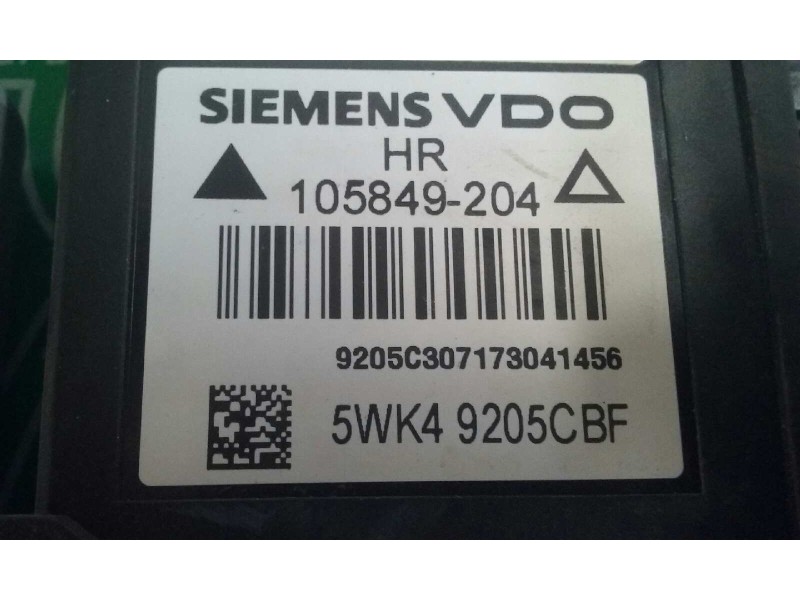 SIEMENS VDO
HR
105849-204
9205C307173041456
5WK4 9205CBF